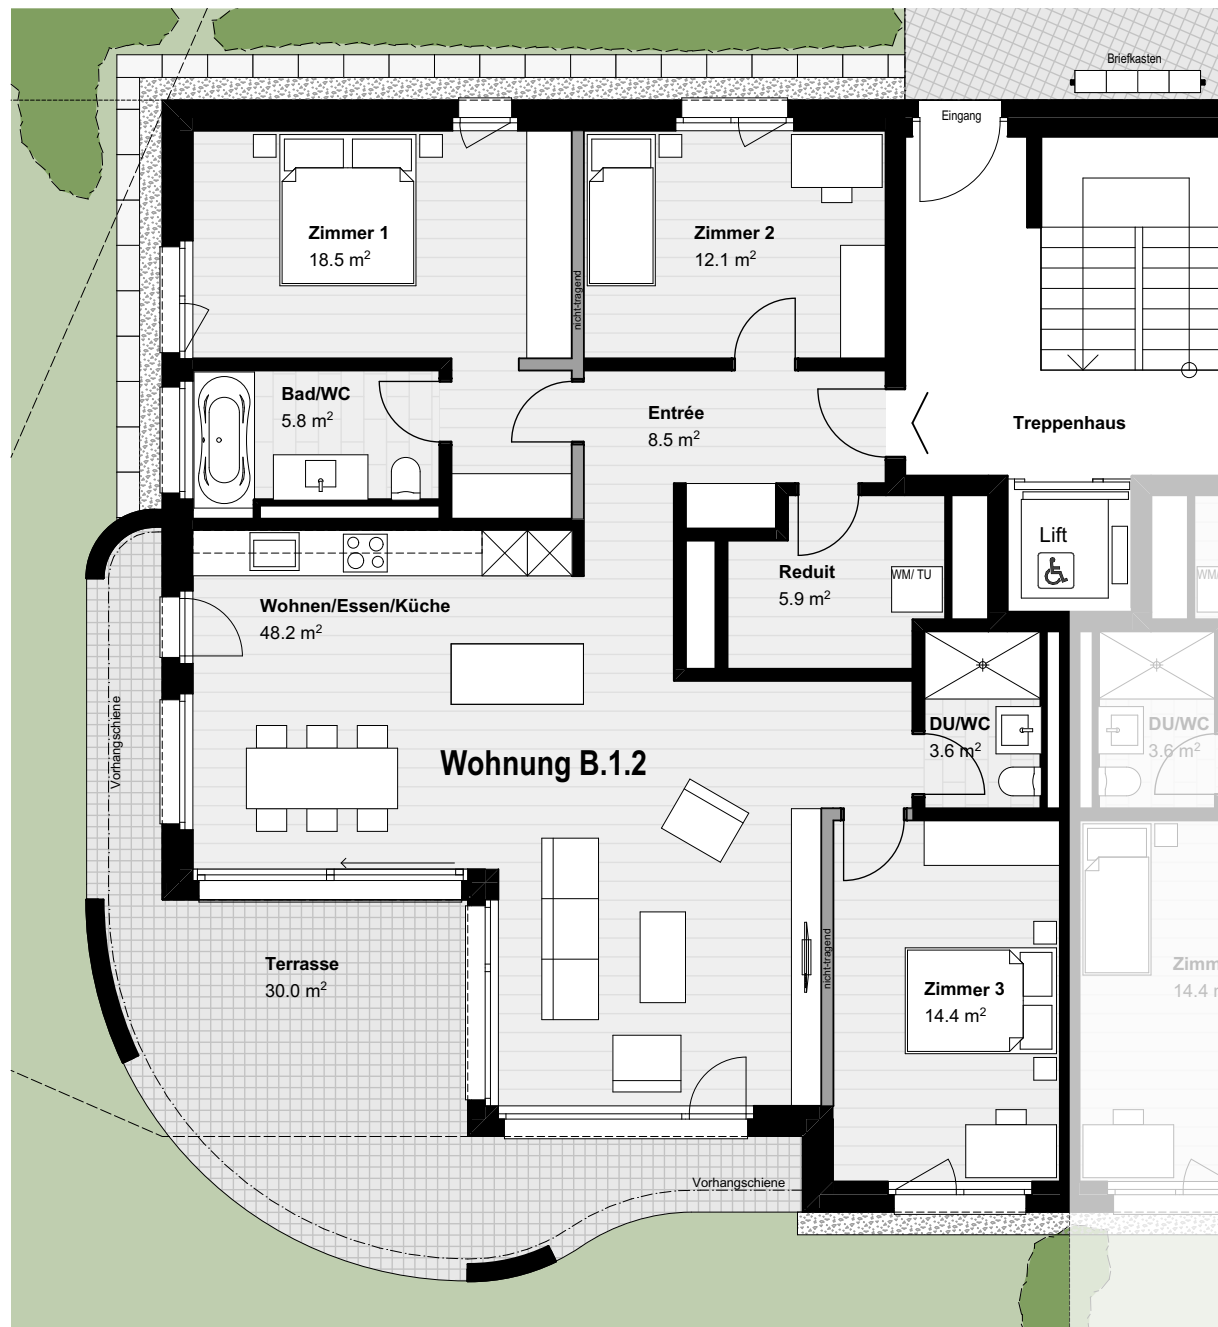 Briefkasten
Eingang
Zimmer 1
18.5 m²
Zimmer 2
12.1 m²
nicht-tragend
Bad/WC
5.8 m²
Entrée
8.5 m²
Treppenhaus
Lift
Reduit
5.9 m²
WM/ TU
WM/
Wohnen/Essen/Küche
48.2 m²
Vorhangschiene
DU/WC
3.6 m²
DU/WC
3.6 m²
Wohnung B.1.2
Terrasse
30.0 m²
nicht-tragend
Zimmer 3
14.4 m²
Zimm
14.4 m
Vorhangschiene